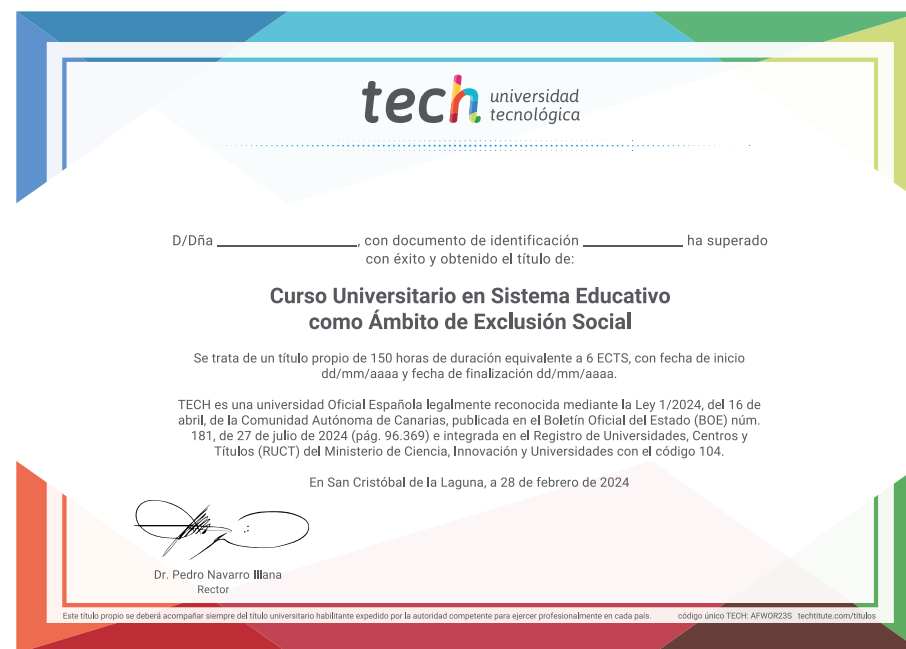 tech universidad
tecnológica
D/Dña ____________________, con documento de identificación ______________ ha superado
con éxito y obtenido el título de:
Curso Universitario en Sistema Educativo
como Ámbito de Exclusión Social
Se trata de un título propio de 150 horas de duración equivalente a 6 ECTS, con fecha de inicio
dd/mm/aaaa y fecha de finalización dd/mm/aaaa.
TECH es una universidad Oficial Española legalmente reconocida mediante la Ley 1/2024, del 16 de
abril, de la Comunidad Autónoma de Canarias, publicada en el Boletín Oficial del Estado (BOE) núm.
181, de 27 de julio de 2024 (pág. 96.369) e integrada en el Registro de Universidades, Centros y
Títulos (RUCT) del Ministerio de Ciencia, Innovación y Universidades con el código 104.
En San Cristóbal de la Laguna, a 28 de febrero de 2024
Dr. Pedro Navarro Illana
Rector
Este título propio se deberá acompañar siempre del título universitario habilitante expedido por la autoridad competente para ejercer profesionalmente en cada país. código único TECH: AFWOR23S techtitute.com/titulos